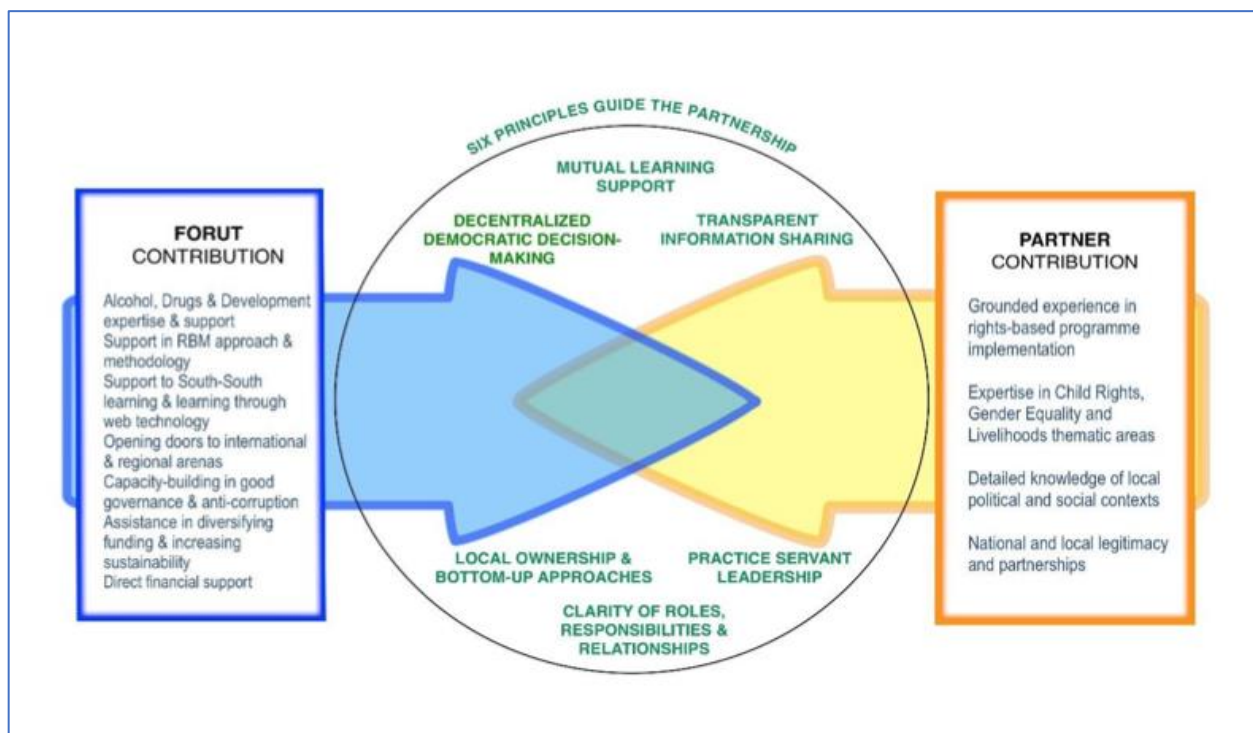 SIX PRINCIPLES GUIDE THE PARTNERSHIP
MUTUAL LEARNING
SUPPORT
DECENTRALIZED
DEMOCRATIC DECISION-
MAKING
TRANSPARENT
INFORMATION SHARING
FORUT
CONTRIBUTION
Alcohol, Drugs & Development
expertise & support
Support in RBM approach &
methodology
Support to South-South
learning & learning through
web technology
Opening doors to international
& regional arenas
Capacity-building in good
governance & anti-corruption
Assistance in diversifying
funding & increasing
sustainability
Direct financial support
PARTNER
CONTRIBUTION
Grounded experience in
rights-based programme
implementation
Expertise in Child Rights,
Gender Equality and
Livelihoods thematic areas
Detailed knowledge of local
political and social contexts
National and local legitimacy
and partnerships
LOCAL OWNERSHIP &
BOTTOM-UP APPROACHES
PRACTICE SERVANT
LEADERSHIP
CLARITY OF ROLES,
RESPONSIBILITIES &
RELATIONSHIPS